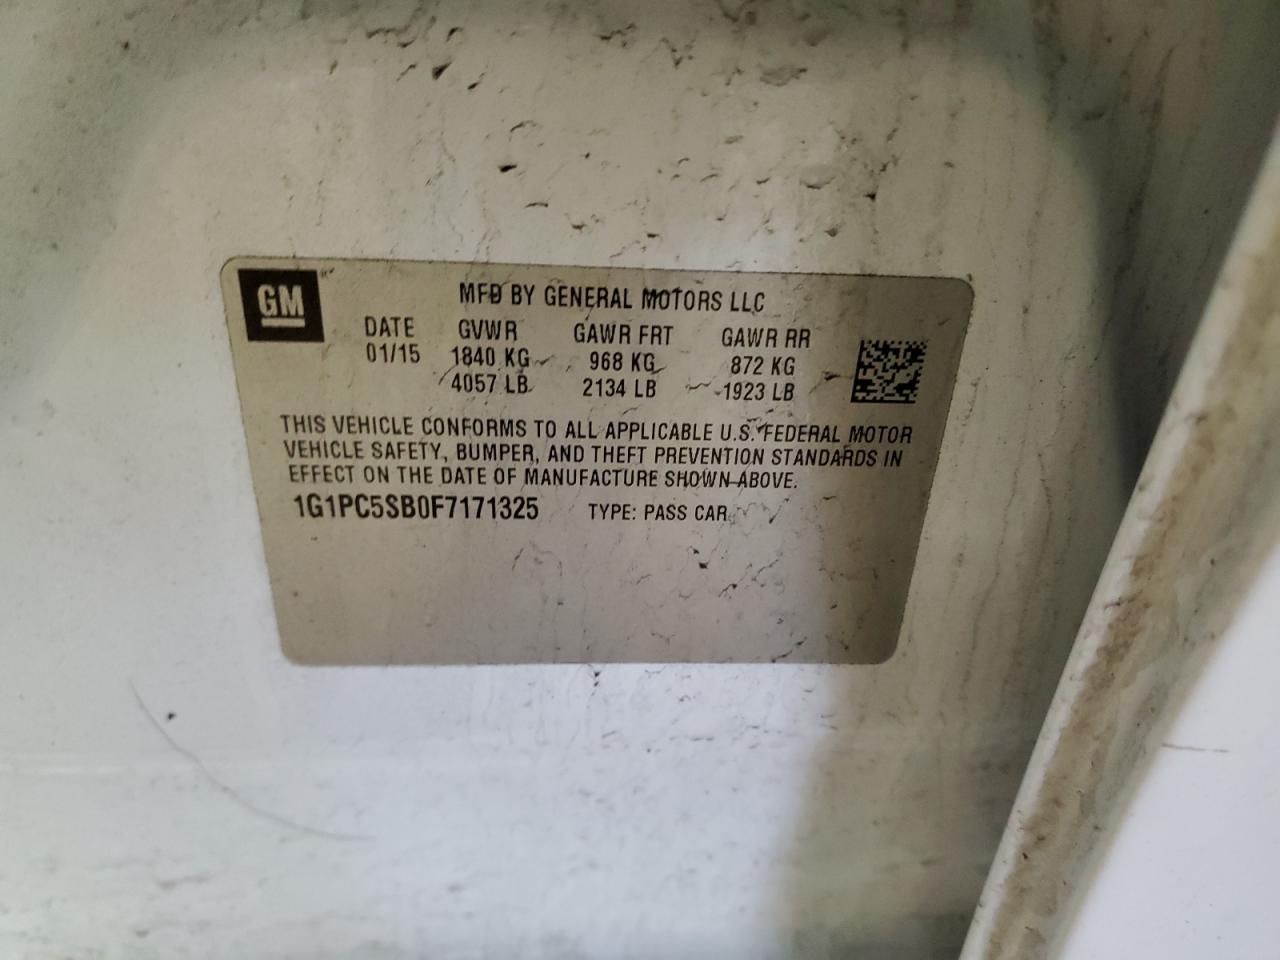 GM
MFD BY GENERAL MOTORS LLC
DATE GVWR GAWR FRT GAWR RR
01/15 1840 KG 968 KG 872 KG
4057 LB 2134 LB 1923 LB
THIS VEHICLE CONFORMS TO ALL APPLICABLE U.S. FEDERAL MOTOR
VEHICLE SAFETY, BUMPER, AND THEFT PREVENTION STANDARDS IN
EFFECT ON THE DATE OF MANUFACTURE SHOWN ABOVE.
1G1PC5SB0F7171325 TYPE: PASS CAR